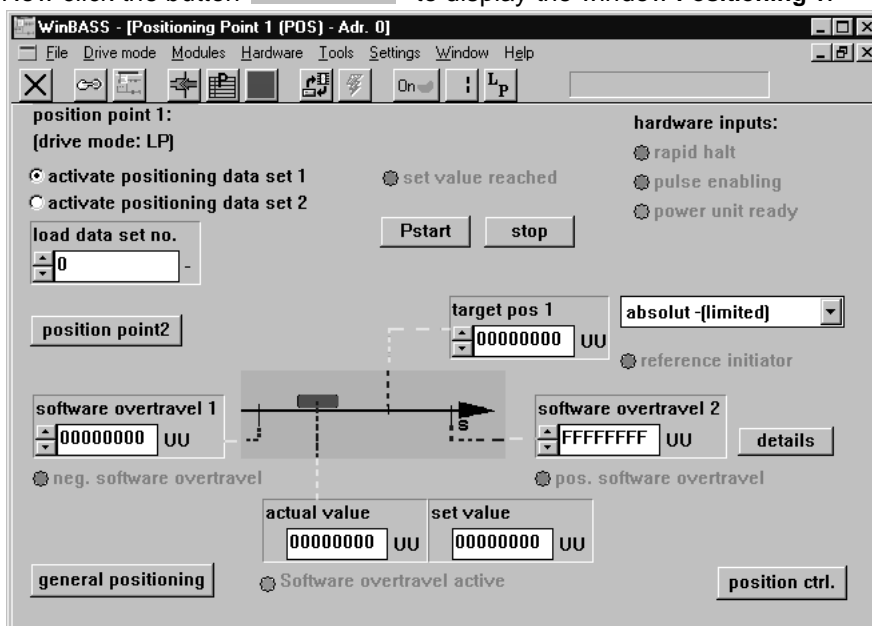 Now click the button to display the window Positioning 1.
WinBASS - [Positioning Point 1 (POS) - Adr. 0]
File Drive mode Modules Hardware Tools Settings Window Help
On LP
position point 1:
(drive mode: LP)
hardware inputs:
rapid halt
activate positioning data set 1
set value reached
pulse enabling
activate positioning data set 2
power unit ready
load data set no.
Pstart stop
0 -
target pos 1
absolut -(limited)
position point2
00000000 UU
reference initiator
software overtravel 1
software overtravel 2
s
00000000 UU
FFFFFFFF UU
details
neg. software overtravel
pos. software overtravel
actual value set value
00000000 UU 00000000 UU
general positioning
Software overtravel active
position ctrl.